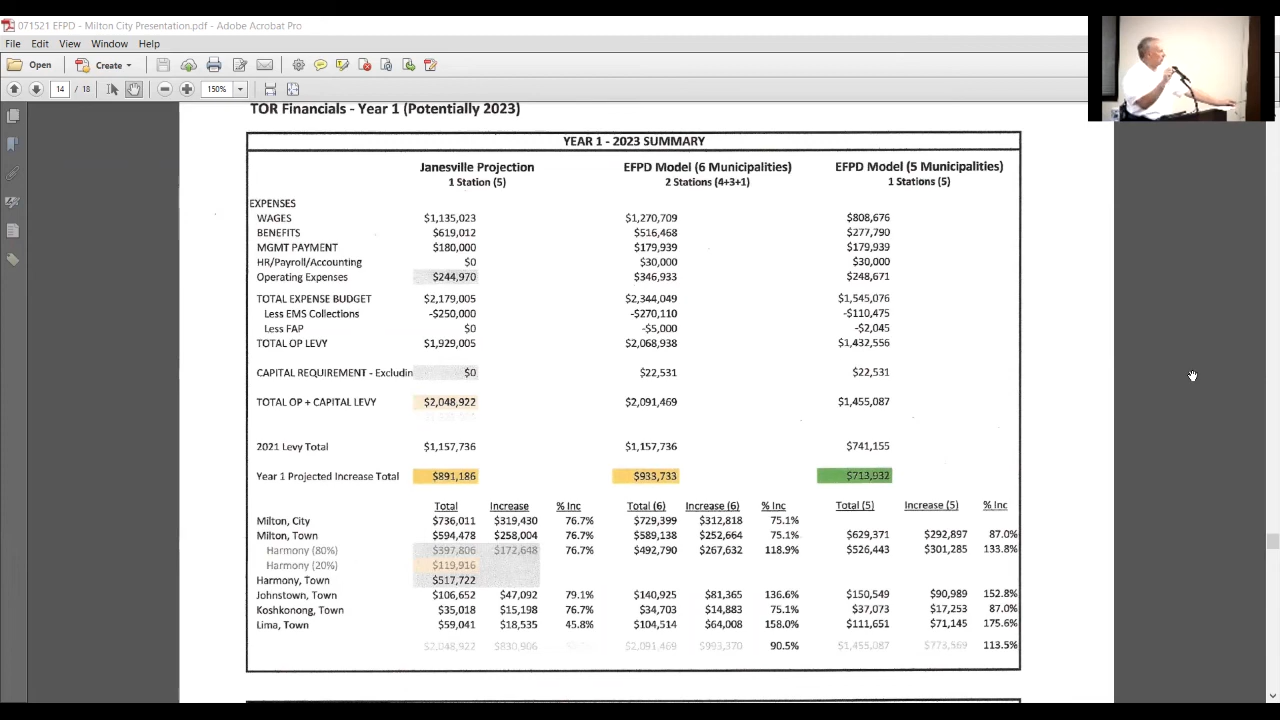 071521 EFPD - Milton City Presentation.pdf - Adobe Acrobat Pro
File Edit View Window Help
Open Create
14 / 18 150%
TOR Financials - Year 1 (Potentially 2023)
YEAR 1 - 2023 SUMMARY
Janesville Projection EFPD Model (6 Municipalities) EFPD Model (5 Municipalities)
1 Station (5) 2 Stations (4+3+1) 1 Stations (5)
EXPENSES
WAGES $1,135,023 $1,270,709 $808,676
BENEFITS $619,012 $516,468 $277,790
MGMT PAYMENT $180,000 $179,939 $179,939
HR/Payroll/Accounting $0 $30,000 $30,000
Operating Expenses $244,970 $346,933 $248,671
TOTAL EXPENSE BUDGET $2,179,005 $2,344,049 $1,545,076
Less EMS Collections -$250,000 -$270,110 -$110,475
Less FAP $0 -$5,000 -$2,045
TOTAL OP LEVY $1,929,005 $2,068,938 $1,432,556
CAPITAL REQUIREMENT - Excludin $0 $22,531 $22,531
TOTAL OP + CAPITAL LEVY $2,048,922 $2,091,469 $1,455,087
2021 Levy Total $1,157,736 $1,157,736 $741,155
Year 1 Projected Increase Total $891,186 $933,733 $713,932
Total Increase % Inc Total (6) Increase (6) % Inc Total (5) Increase (5) % Inc
Milton, City $736,011 $319,430 76.7% $729,399 $312,818 75.1%
Milton, Town $594,478 $258,004 76.7% $589,138 $252,664 75.1% $629,371 $292,897 87.0%
Harmony (80%) $397,806 $172,648 76.7% $492,790 $267,632 118.9% $526,443 $301,285 133.8%
Harmony (20%) $119,916
Harmony, Town $517,722
Johnstown, Town $106,652 $47,092 79.1% $140,925 $81,365 136.6% $150,549 $90,989 152.8%
Koshkonong, Town $35,018 $15,198 76.7% $34,703 $14,883 75.1% $37,073 $17,253 87.0%
Lima, Town $59,041 $18,535 45.8% $104,514 $64,008 158.0% $111,651 $71,145 175.6%
$2,048,922 $830,906 $2,091,469 $993,370 90.5% $1,455,087 $773,569 113.5%